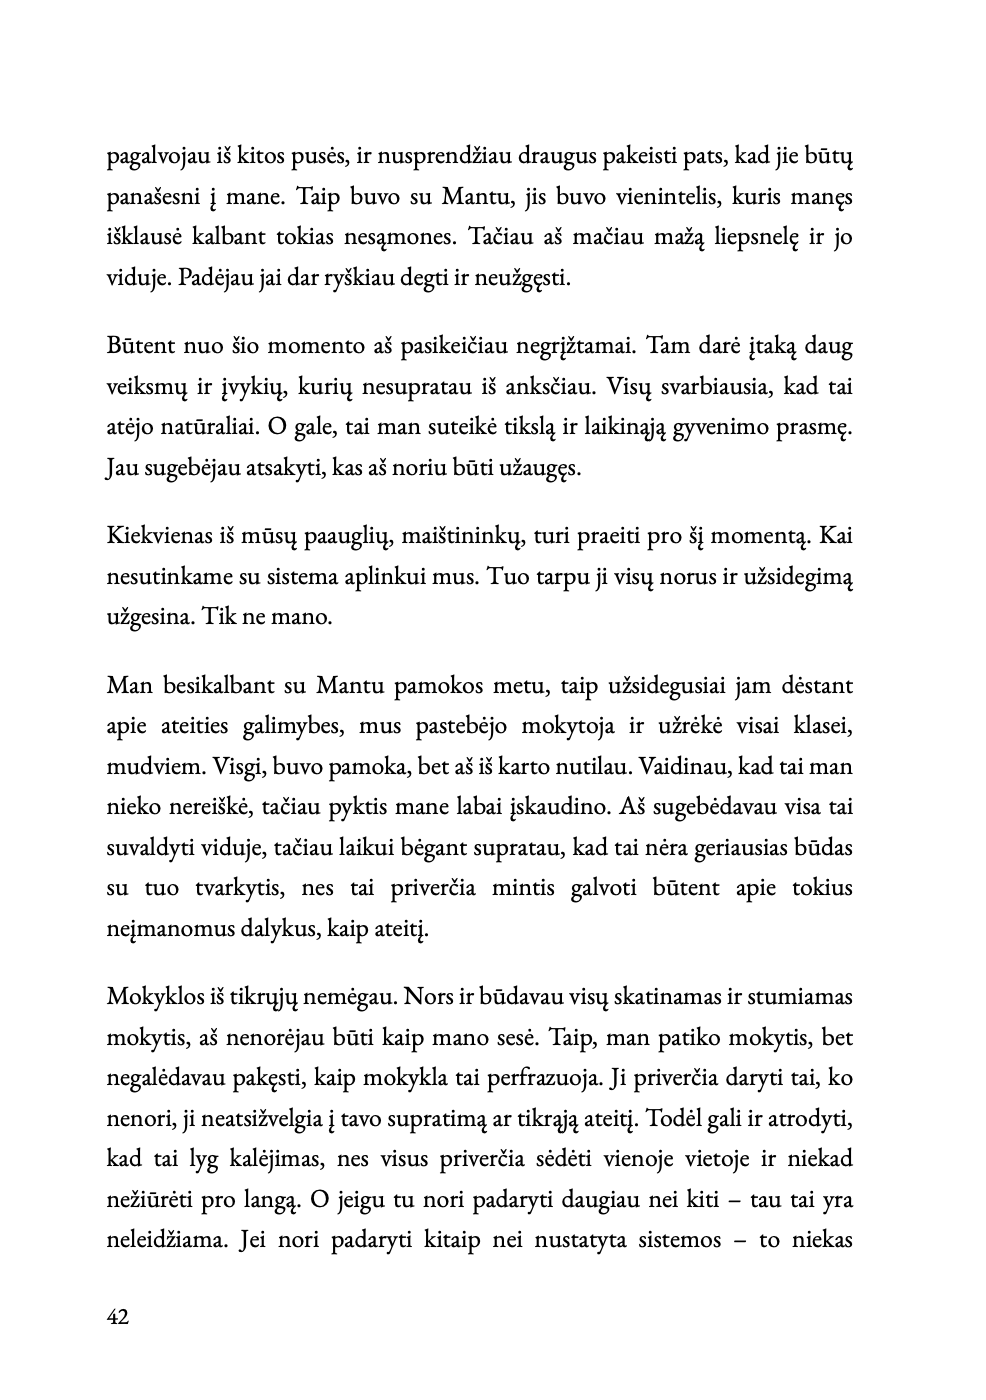 pagalvojau iš kitos pusės, ir nusprendžiau draugus pakeisti pats, kad jie būtų
panašesni į mane. Taip buvo su Mantu, jis buvo vienintelis, kuris manęs
išklausė kalbant tokias nesąmones. Tačiau aš mačiau mažą liepsnelę ir jo
viduje. Padėjau jai dar ryškiau degti ir neužgęsti.
Būtent nuo šio momento aš pasikeičiau negrįžtamai. Tam darė įtaką daug
veiksmų ir įvykių, kurių nesupratau iš anksčiau. Visų svarbiausia, kad tai
atėjo natūraliai. O gale, tai man suteikė tikslą ir laikinąją gyvenimo prasmę.
Jau sugebėjau atsakyti, kas aš noriu būti užaugęs.
Kiekvienas iš mūsų paauglių, maištininkų, turi praeiti pro šį momentą. Kai
nesutinkame su sistema aplinkui mus. Tuo tarpu ji visų norus ir užsidegimą
užgesina. Tik ne mano.
Man besikalbant su Mantu pamokos metu, taip užsidegusiai jam dėstant
apie ateities galimybes, mus pastebėjo mokytoja ir užrėkė visai klasei,
mudviem. Visgi, buvo pamoka, bet aš iš karto nutilau. Vaidinau, kad tai man
nieko nereiškė, tačiau pyktis mane labai įskaudino. Aš sugebėdavau visa tai
suvaldyti viduje, tačiau laikui bėgant supratau, kad tai nėra geriausias būdas
su tuo tvarkytis, nes tai priverčia mintis galvoti būtent apie tokius
neįmanomus dalykus, kaip ateitį.
Mokyklos iš tikrųjų nemėgau. Nors ir būdavau visų skatinamas ir stumiamas
mokytis, aš nenorėjau būti kaip mano sesė. Taip, man patiko mokytis, bet
negalėdavau pakęsti, kaip mokykla tai perfrazuoja. Ji priverčia daryti tai, ko
nenori, ji neatsižvelgia į tavo supratimą ar tikrąją ateitį. Todėl gali ir atrodyti,
kad tai lyg kalėjimas, nes visus priverčia sėdėti vienoje vietoje ir niekad
nežiūrėti pro langą. O jeigu tu nori padaryti daugiau nei kiti – tau tai yra
neleidžiama. Jei nori padaryti kitaip nei nustatyta sistemos – to niekas
42